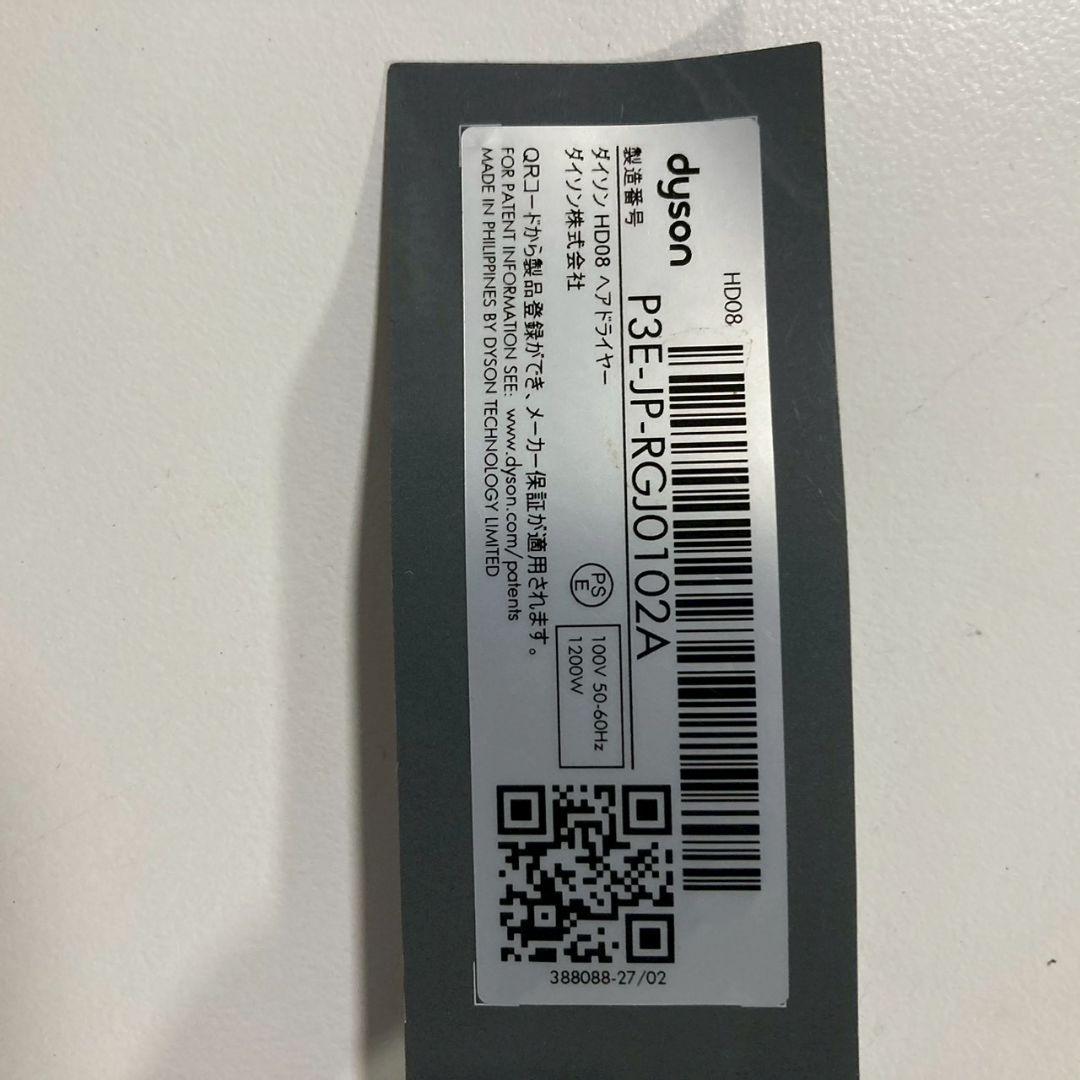 dyson
HD08
製造番号 P3E-JP-RGJ0102A
ダイソン HD08 ヘアドライヤー
ダイソン株式会社
PS
E
100V 50-60Hz
1200W
QRコードから製品登録ができ、メーカー保証が適用されます。
FOR PATENT INFORMATION SEE: www.dyson.com/patents
MADE IN PHILIPPINES BY DYSON TECHNOLOGY LIMITED
388088-27/02